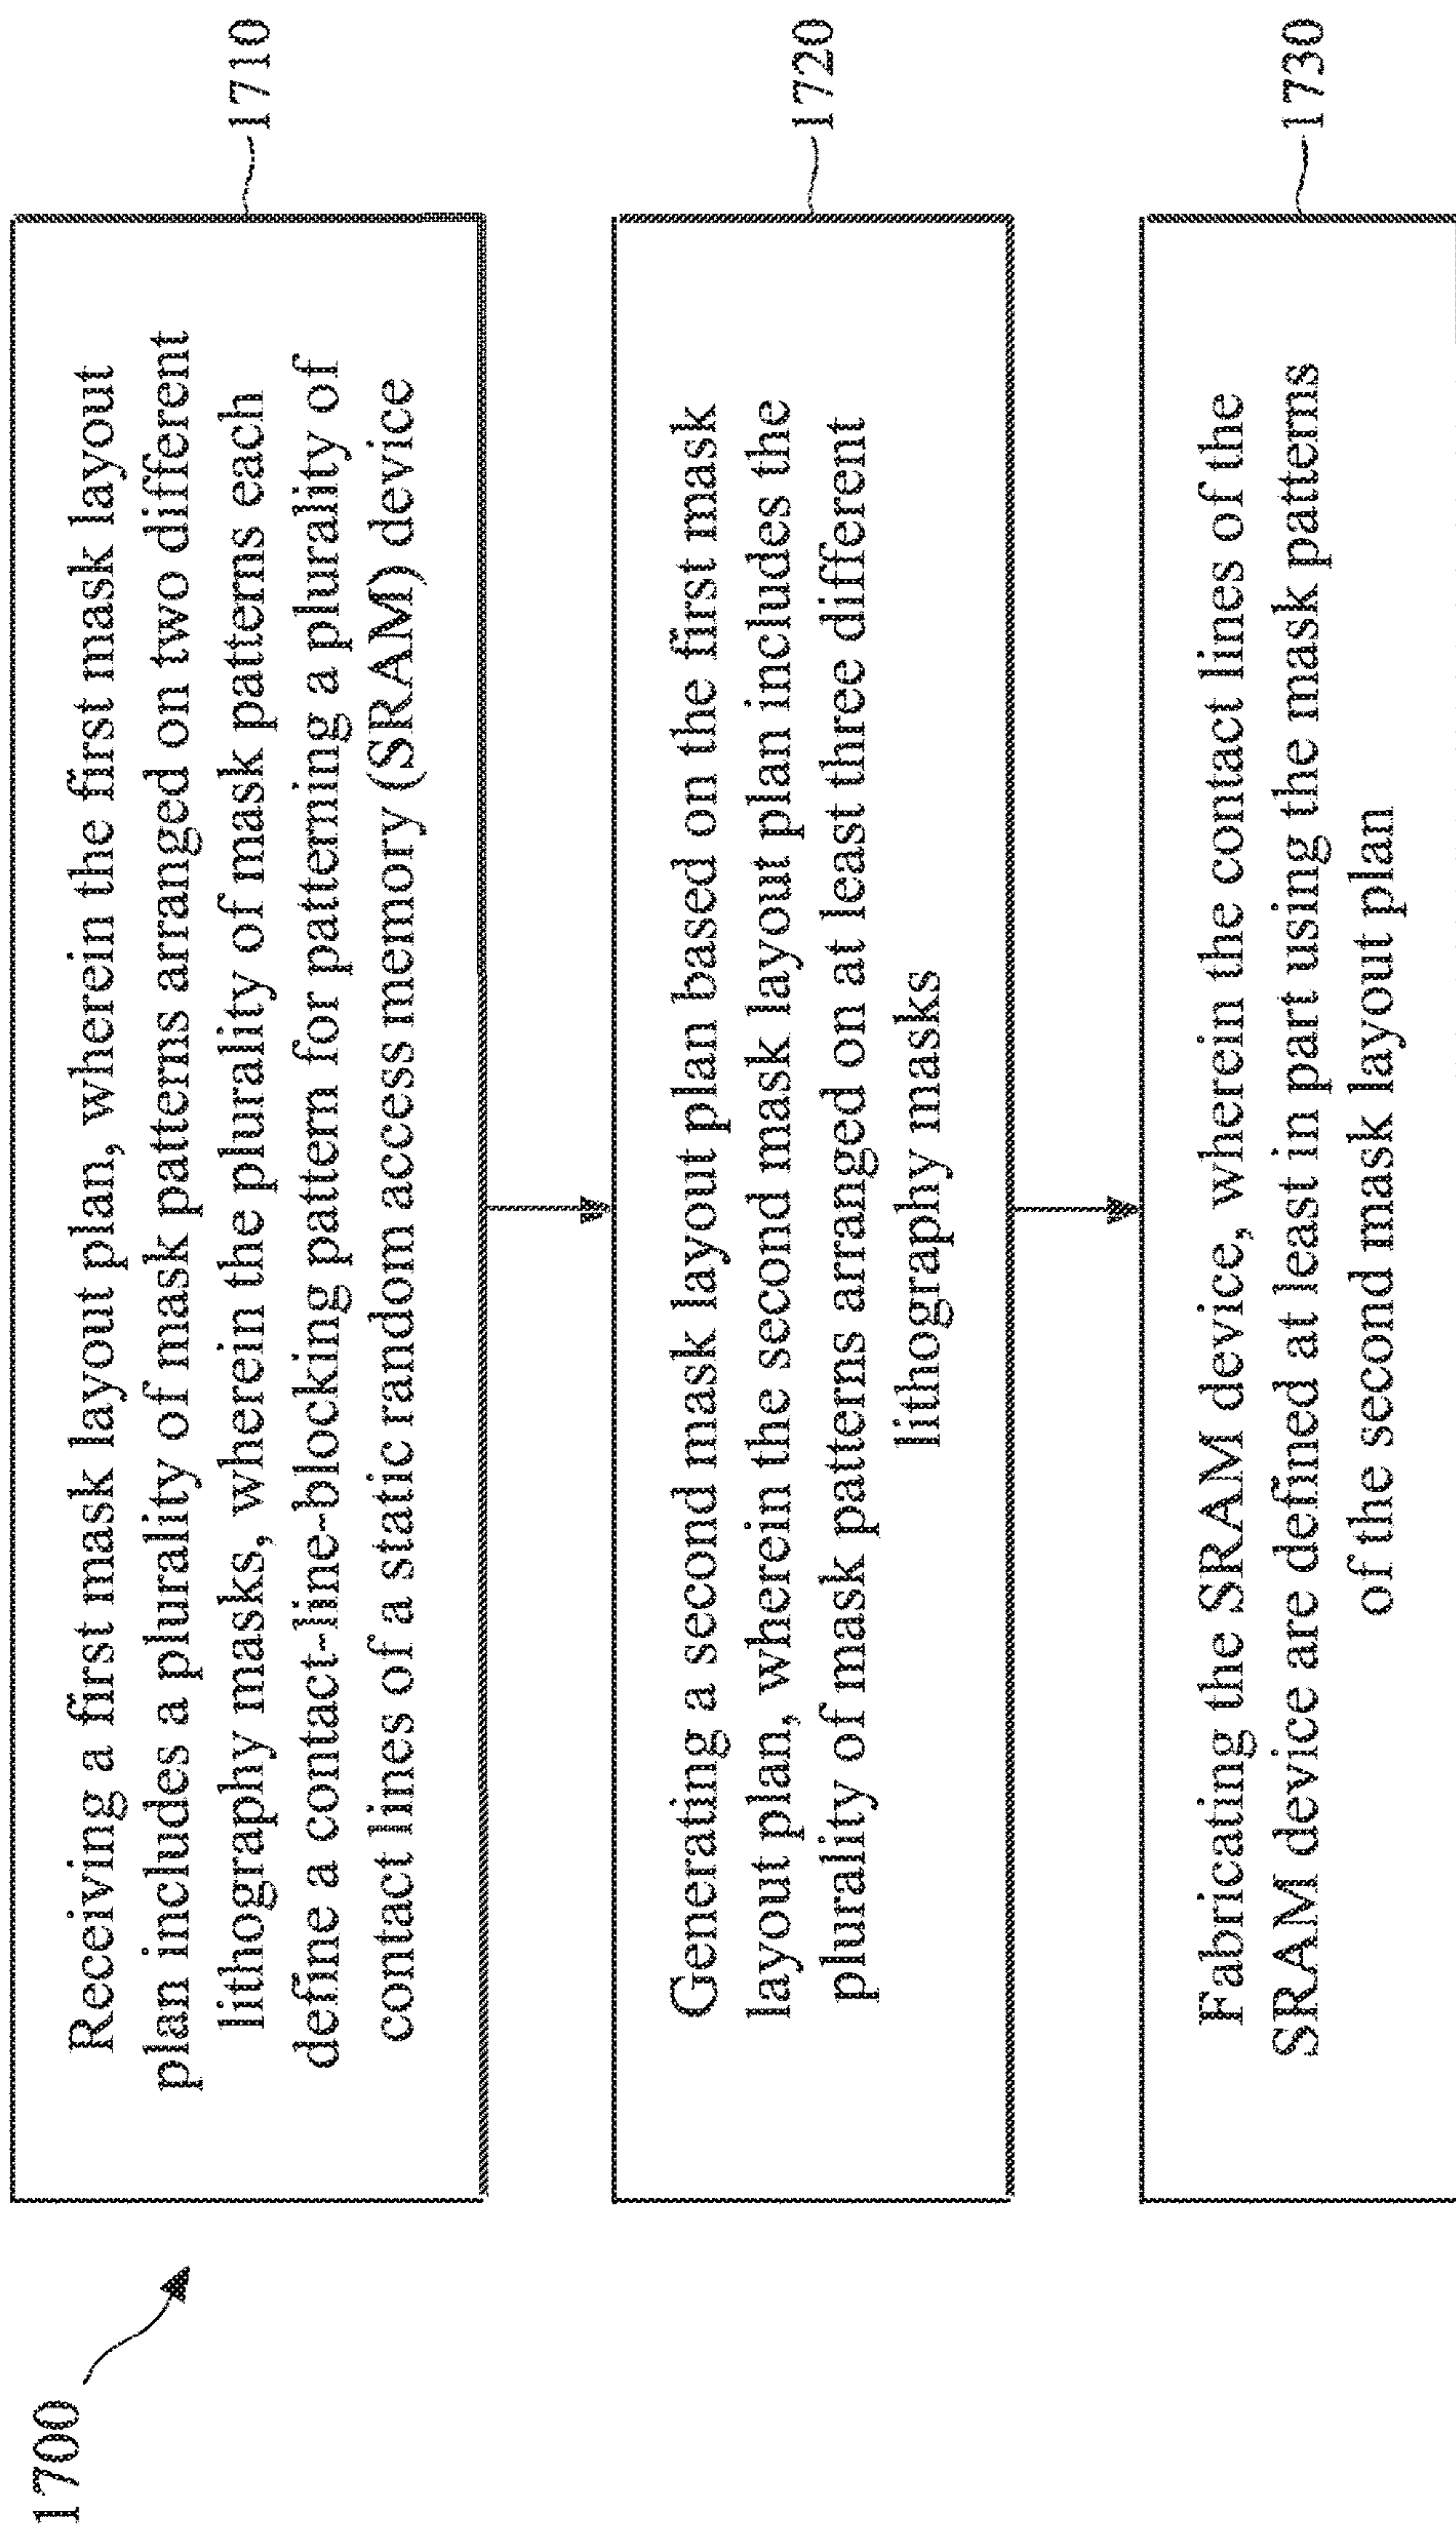 1700
Receiving a first mask layout plan, wherein the first mask layout
plan includes a plurality of mask patterns arranged on two different
lithography masks, wherein the plurality of mask patterns each
define a contact-line-blocking pattern for patterning a plurality of
contact lines of a static random access memory (SRAM) device
1710
Generating a second mask layout plan based on the first mask
layout plan, wherein the second mask layout plan includes the
plurality of mask patterns arranged on at least three different
lithography masks
1720
Fabricating the SRAM device, wherein the contact lines of the
SRAM device are defined at least in part using the mask patterns
of the second mask layout plan
1730